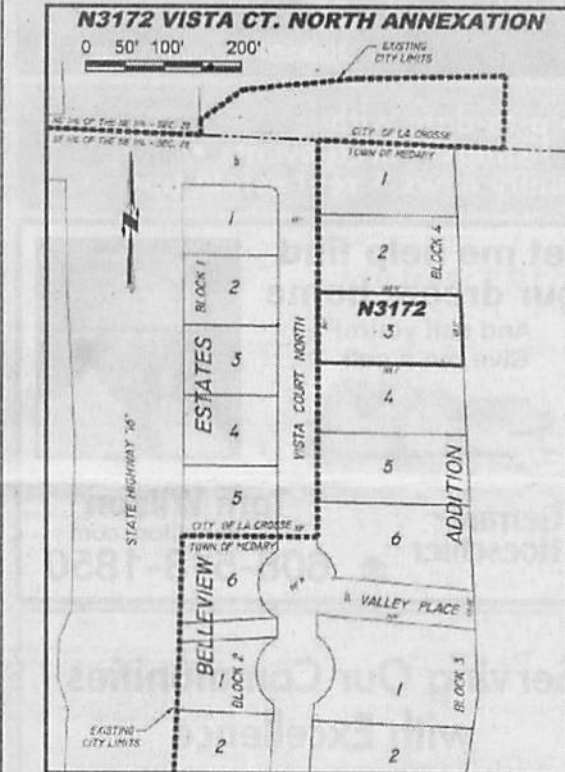 N3172 VISTA CT. NORTH ANNEXATION
0 50' 100' 200'
EXISTING
CITY LIMITS
CITY OF LA CROSSE
TOWN OF MEDARY
1
1
2
BLOCK 4
BLOCK 1
2
N3172
3
3
4
ESTATES
VISTA COURT NORTH
4
STATE HIGHWAY "16"
5
ADDITION
5
CITY OF LA CROSSE
TOWN OF MEDARY
6
6
BELLEVIEW
VALLEY PLACE
1
BLOCK 2
1
BLOCK 3
EXISTING
CITY LIMITS
2
2